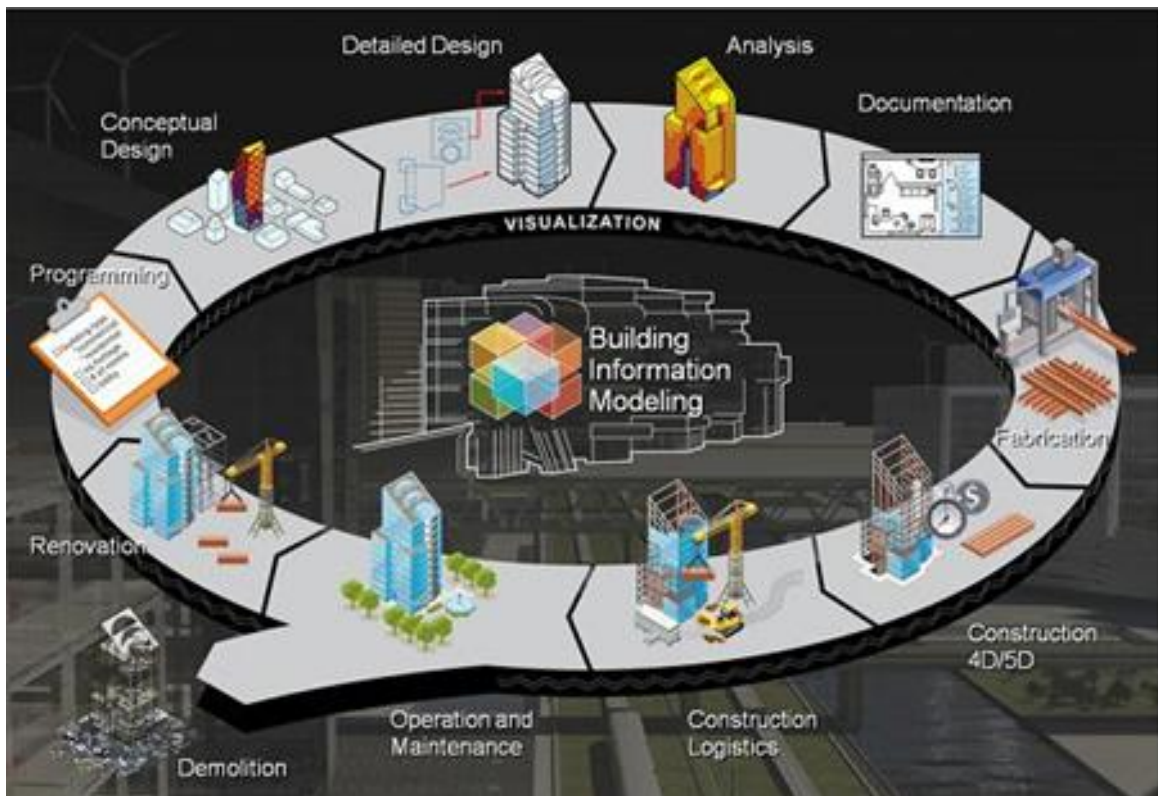 Detailed Design
Analysis
Documentation
Conceptual
Design
VISUALIZATION
Programming
Building
Information
Modeling
Fabrication
$
Renovation
Construction
4D/5D
Operation and
Maintenance
Construction
Logistics
Demolition